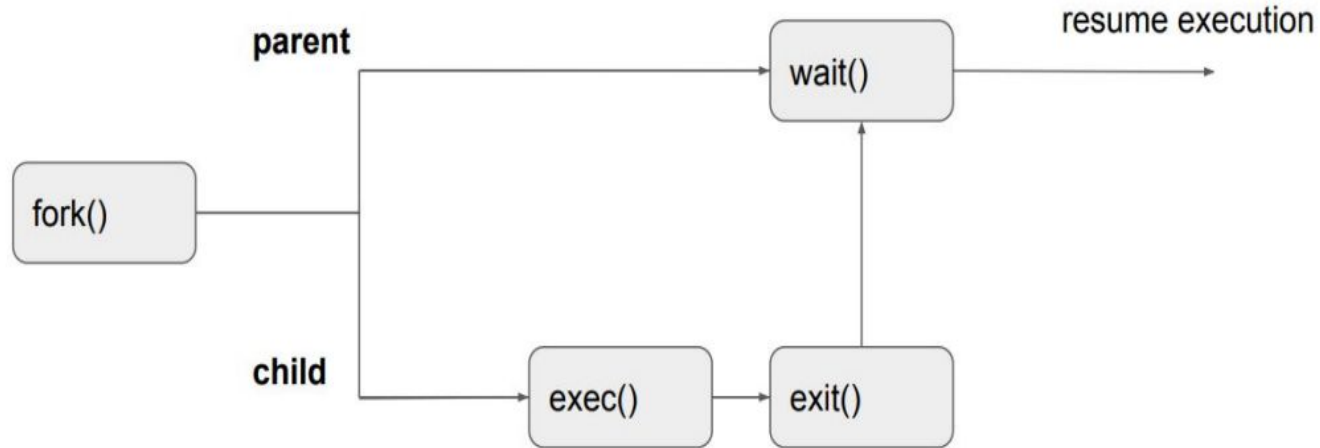 resume execution
parent
wait()
fork()
child
exec()
exit()